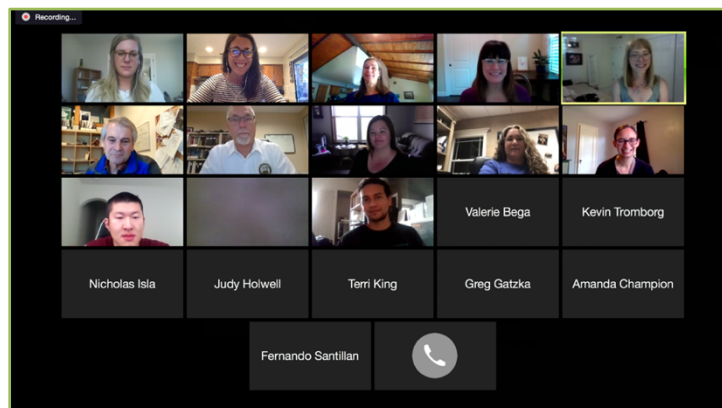 Recording...
Valerie Bega
Kevin Tromborg
Nicholas Isla
Judy Holwell
Terri King
Greg Gatzka
Amanda Champion
Fernando Santillan